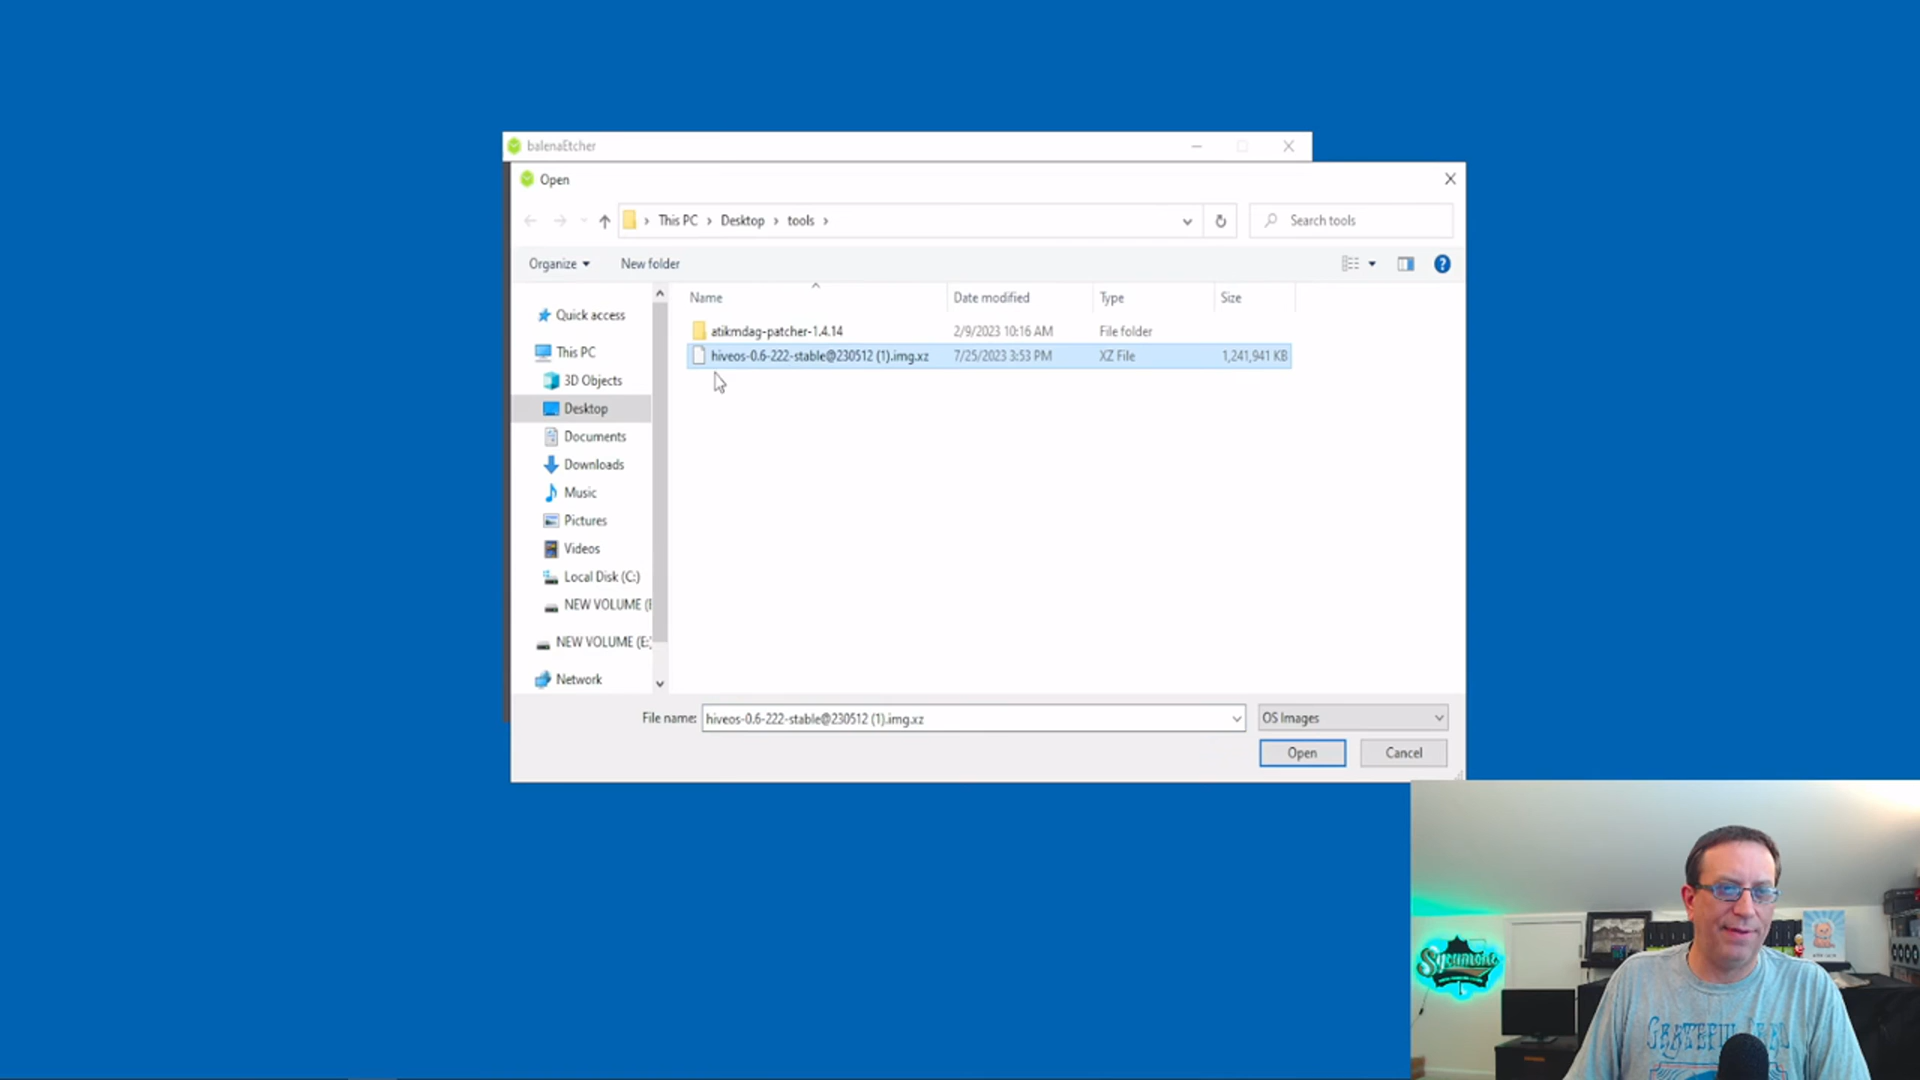 balenaEtcher
Open
This PC Desktop tools
Search tools
Organize New folder
Name Date modified Type Size
atikmdag-patcher-1.4.14 2/9/2023 10:16 AM File folder
hiveos-0.6-222-stable@230512 (1).img.xz 7/25/2023 3:53 PM XZ File 1,241,941 KB
Quick access
This PC
3D Objects
Desktop
Documents
Downloads
Music
Pictures
Videos
Local Disk (C:)
NEW VOLUME (E
NEW VOLUME (E:
Network
File name: hiveos-0.6-222-stable@230512 (1).img.xz OS Images
Open Cancel
Sycamore